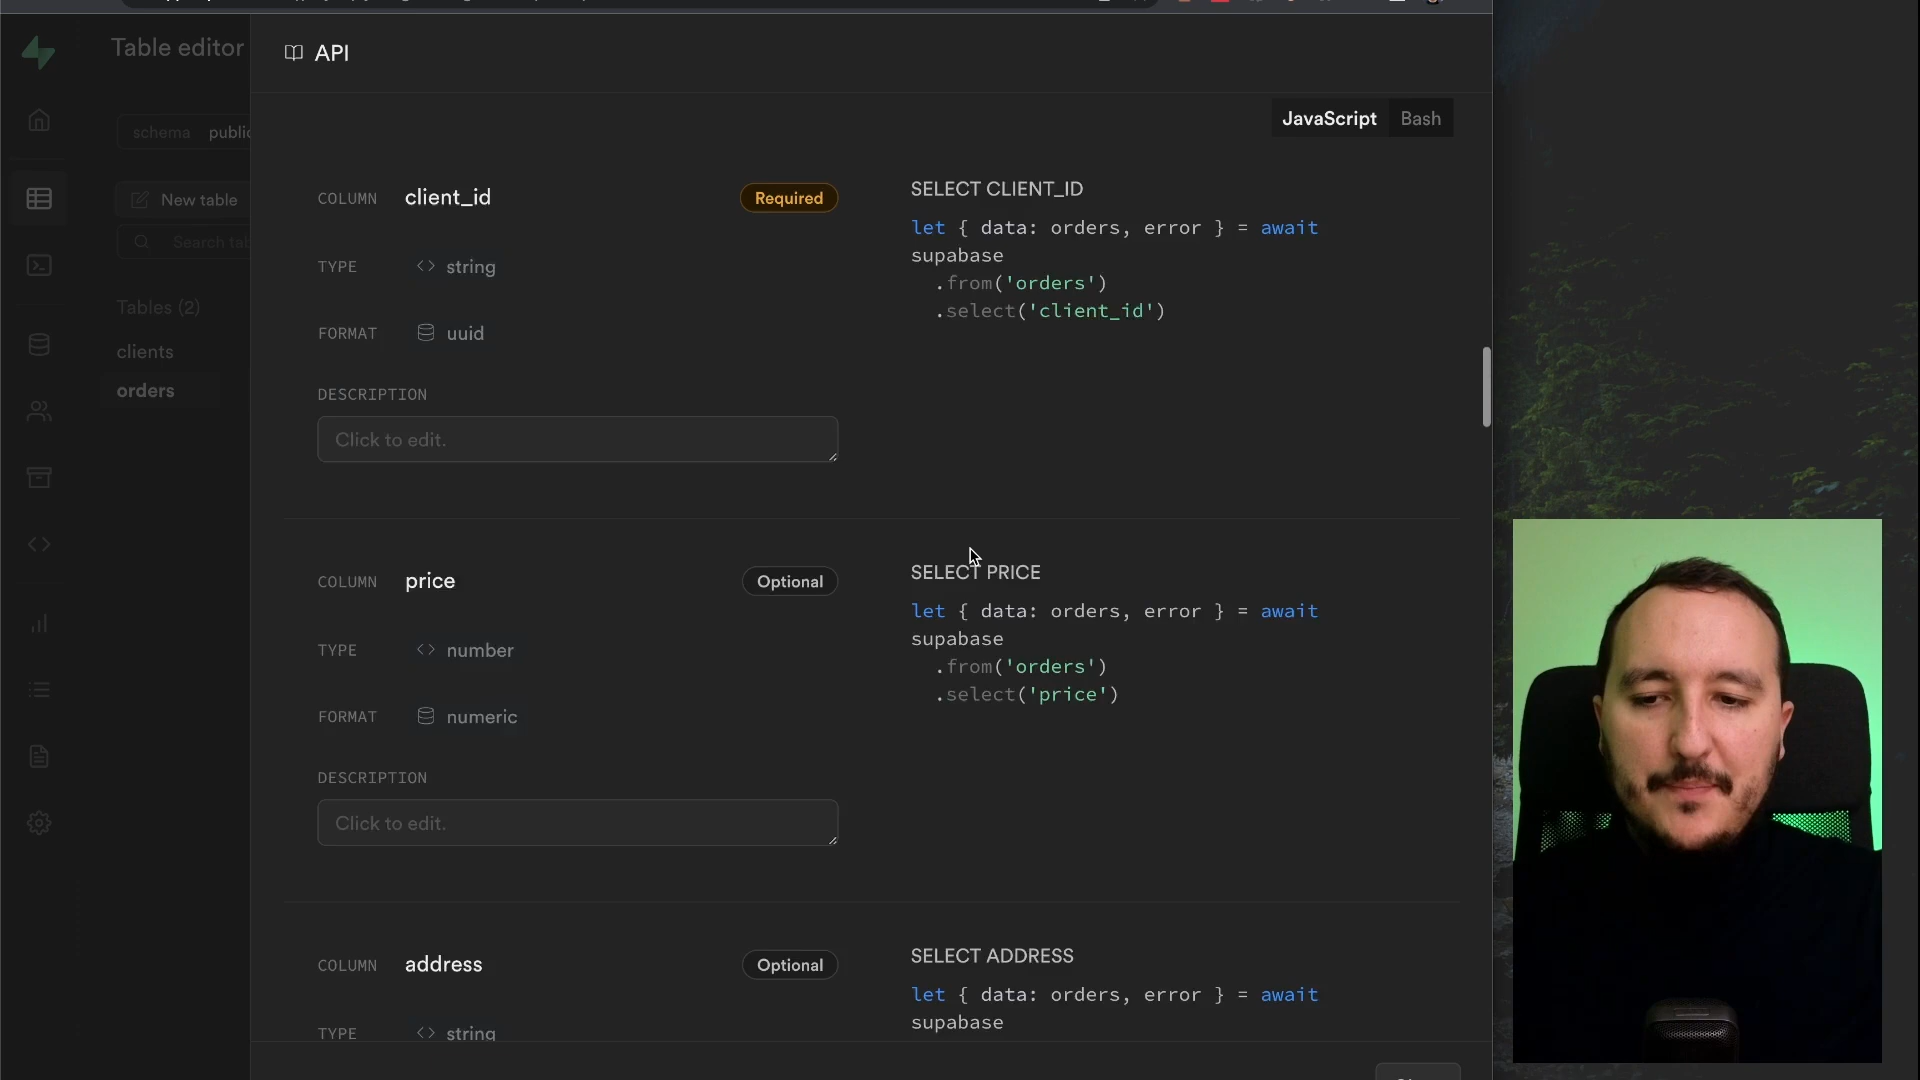 Table editor
API
JavaScript Bash
schema public
New table
Search tab
Tables (2)
clients
orders
COLUMN client_id Required
TYPE <> string
FORMAT uuid
DESCRIPTION
Click to edit.
SELECT CLIENT_ID
let { data: orders, error } = await
supabase
.from('orders')
.select('client_id')
COLUMN price Optional
TYPE <> number
FORMAT numeric
DESCRIPTION
Click to edit.
SELECT PRICE
let { data: orders, error } = await
supabase
.from('orders')
.select('price')
COLUMN address Optional
TYPE <> string
SELECT ADDRESS
let { data: orders, error } = await
supabase